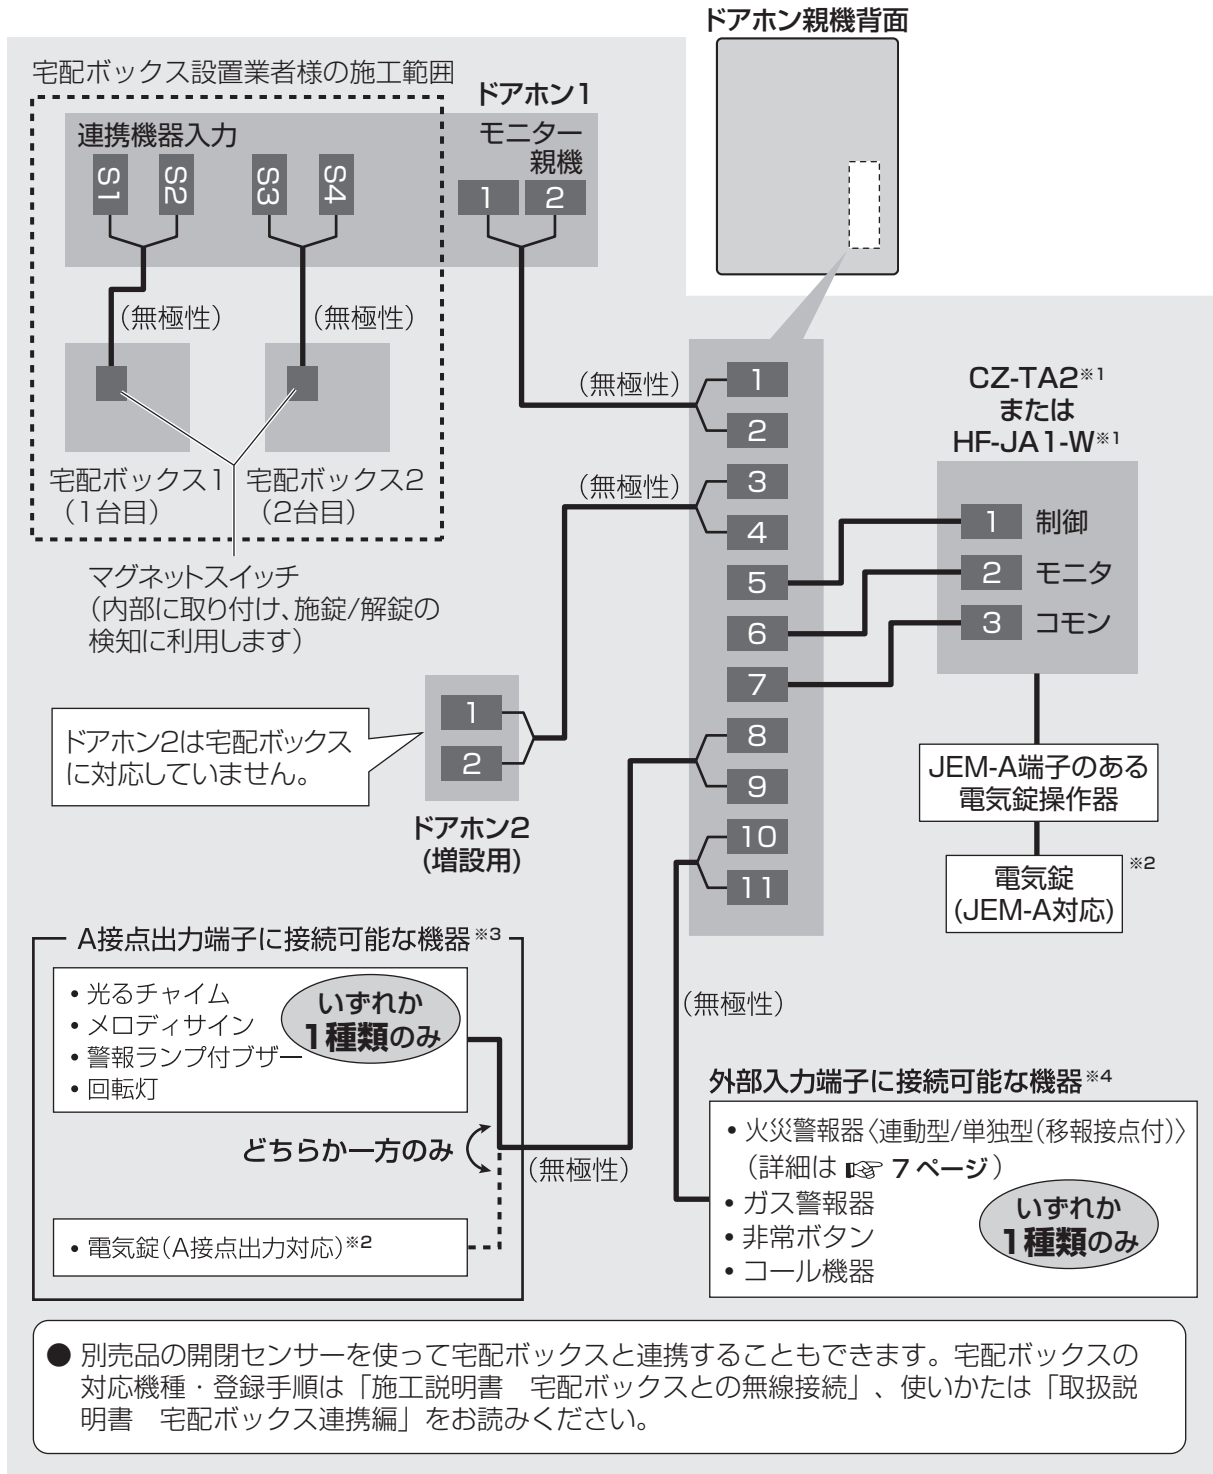 ドアホン親機背面
宅配ボックス設置業者様の施工範囲
ドアホン1
連携機器入力
モニター
親機
S1
S2
S3
S4
1
2
(無極性)
(無極性)
宅配ボックス1
(1台目)
宅配ボックス2
(2台目)
マグネットスイッチ
(内部に取り付け、施錠/解錠の
検知に利用します)
(無極性)
(無極性)
1
2
3
4
5
6
7
8
9
10
11
CZ-TA2※1
または
HF-JA1-W※1
1 制御
2 モニタ
3 コモン
JEM-A端子のある
電気錠操作器
電気錠
(JEM-A対応)
※2
ドアホン2は宅配ボックス
に対応していません。
1
2
ドアホン2
(増設用)
A接点出力端子に接続可能な機器※3
• 光るチャイム
• メロディサイン
• 警報ランプ付ブザー
• 回転灯
いずれか
1種類のみ
どちらか一方のみ
(無極性)
• 電気錠(A接点出力対応)※2
(無極性)
外部入力端子に接続可能な機器※4
• 火災警報器〈連動型/単独型(移報接点付)〉
(詳細は ☞ 7 ページ)
• ガス警報器
• 非常ボタン
• コール機器
いずれか
1種類のみ
● 別売品の開閉センサーを使って宅配ボックスと連携することもできます。宅配ボックスの
対応機種・登録手順は「施工説明書　宅配ボックスとの無線接続」、使いかたは「取扱説
明書　宅配ボックス連携編」をお読みください。